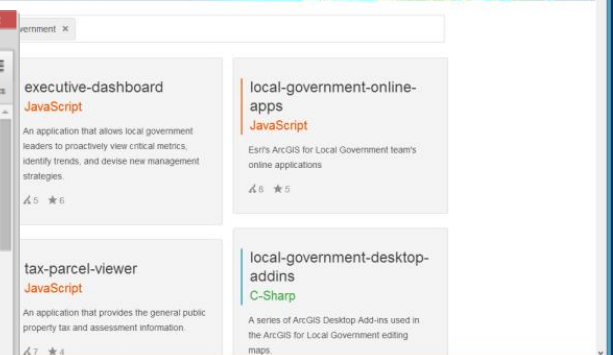 vernment ×
executive-dashboard
JavaScript
An application that allows local government
leaders to proactively view critical metrics,
identify trends, and devise new management
strategies.
5 ★ 6
local-government-online-
apps
JavaScript
Esri's ArcGIS for Local Government team's
online applications
8 ★ 5
tax-parcel-viewer
JavaScript
An application that provides the general public
property tax and assessment information.
7 ★ 4
local-government-desktop-
addins
C-Sharp
A series of ArcGIS Desktop Add-ins used in
the ArcGIS for Local Government editing
maps.